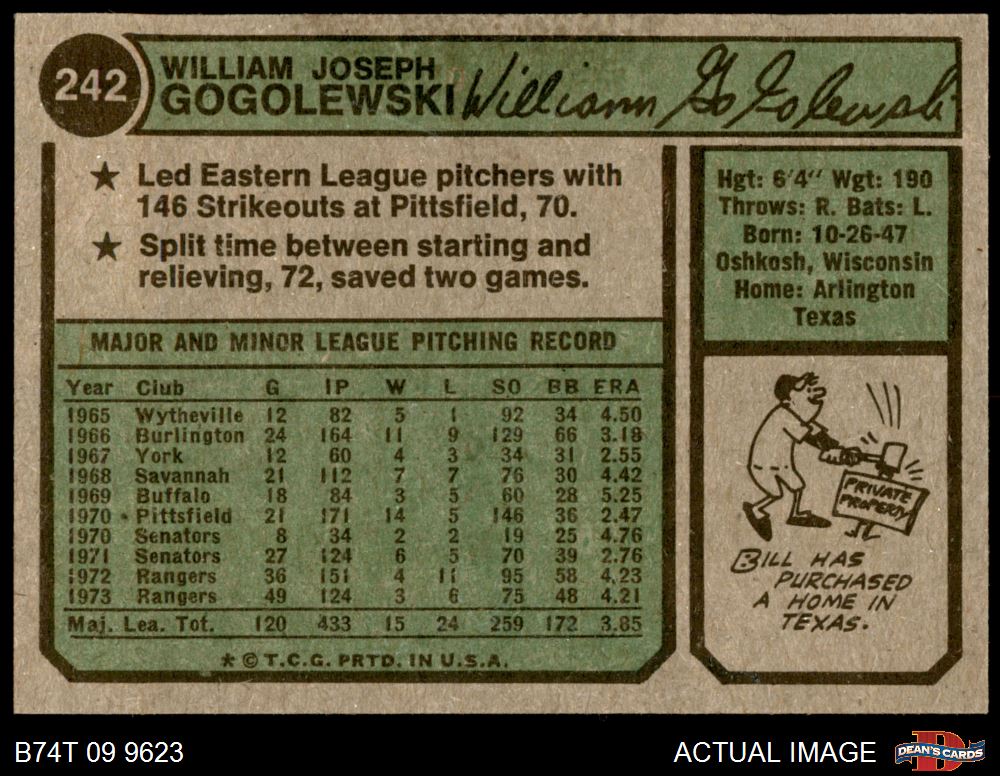 242
WILLIAM JOSEPH
GOGOLEWSKI
William Gogolewski
★ Led Eastern League pitchers with
146 Strikeouts at Pittsfield, 70.
★ Split time between starting and
relieving, 72, saved two games.
MAJOR AND MINOR LEAGUE PITCHING RECORD
Year Club G IP W L SO BB ERA
1965 Wytheville 12 82 5 1 92 34 4.50
1966 Burlington 24 164 11 9 129 66 3.18
1967 York 12 60 4 3 34 31 2.55
1968 Savannah 21 112 7 7 76 30 4.42
1969 Buffalo 18 84 3 5 60 28 5.25
1970 • Pittsfield 21 171 14 5 146 36 2.47
1970 Senators 8 34 2 2 19 25 4.76
1971 Senators 27 124 6 5 70 39 2.76
1972 Rangers 36 151 4 11 95 58 4.23
1973 Rangers 49 124 3 6 75 48 4.21
Maj. Lea. Tot. 120 433 15 24 259 172 3.85
★ © T.C.G. PRTD. IN U.S.A.
Hgt: 6'4" Wgt: 190
Throws: R. Bats: L.
Born: 10-26-47
Oshkosh, Wisconsin
Home: Arlington
Texas
PRIVATE
PROPERTY
BILL HAS
PURCHASED
A HOME IN
TEXAS.
B74T 09 9623
ACTUAL IMAGE
DEAN'S CARDS